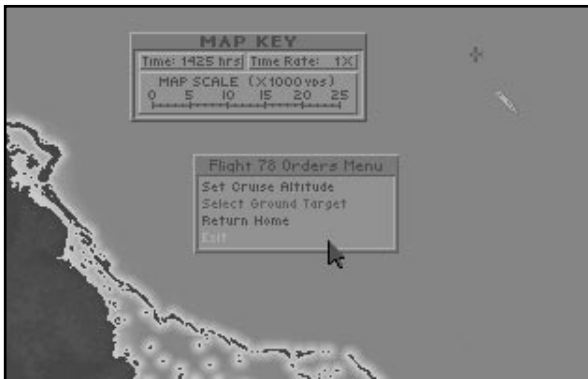 MAP KEY
Time: 1425 hrs Time Rate: 1X
MAP SCALE (X1000 yds)
0 5 10 15 20 25
Flight 78 Orders Menu
Set Cruise Altitude
Select Ground Target
Return Home
Exit